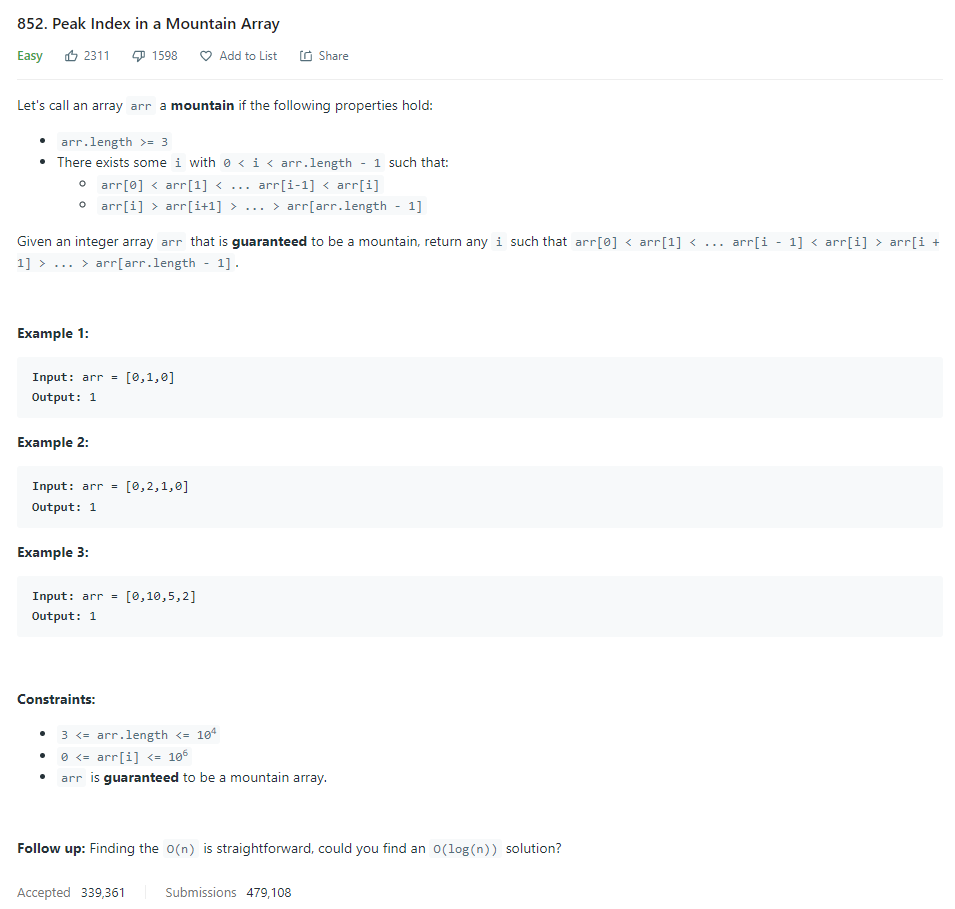 852. Peak Index in a Mountain Array
Easy 2311 1598 Add to List Share
Let's call an array arr a mountain if the following properties hold:
• arr.length >= 3
• There exists some i with 0 < i < arr.length - 1 such that:
○ arr[0] < arr[1] < ... arr[i-1] < arr[i]
○ arr[i] > arr[i+1] > ... > arr[arr.length - 1]
Given an integer array arr that is guaranteed to be a mountain, return any i such that arr[0] < arr[1] < ... arr[i - 1] < arr[i] > arr[i +
1] > ... > arr[arr.length - 1].
Example 1:
Input: arr = [0,1,0]
Output: 1
Example 2:
Input: arr = [0,2,1,0]
Output: 1
Example 3:
Input: arr = [0,10,5,2]
Output: 1
Constraints:
• 3 <= arr.length <= 10⁴
• 0 <= arr[i] <= 10⁶
• arr is guaranteed to be a mountain array.
Follow up: Finding the O(n) is straightforward, could you find an O(log(n)) solution?
Accepted 339,361 Submissions 479,108